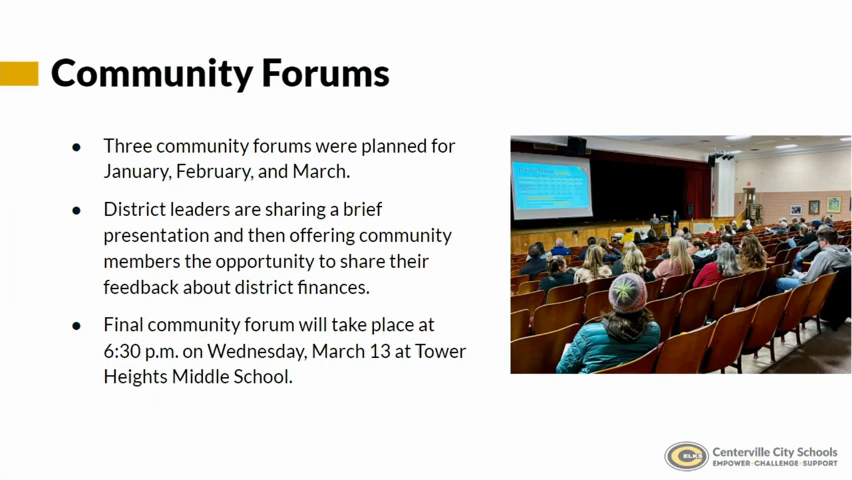 Community Forums
● Three community forums were planned for
January, February, and March.
● District leaders are sharing a brief
presentation and then offering community
members the opportunity to share their
feedback about district finances.
● Final community forum will take place at
6:30 p.m. on Wednesday, March 13 at Tower
Heights Middle School.
ELKS
Centerville City Schools
EMPOWER•CHALLENGE•SUPPORT